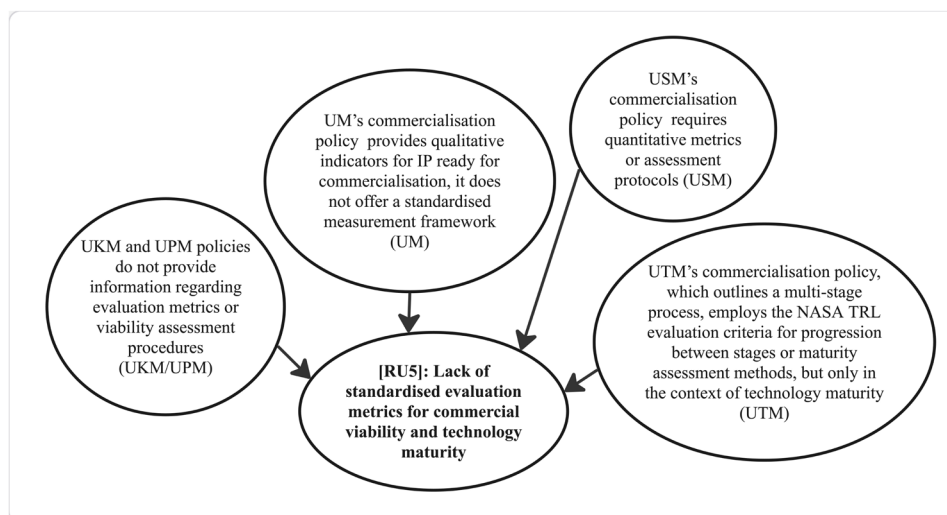 USM's
commercialisation
policy requires
quantitative metrics
or assessment
protocols (USM)
UM's commercialisation
policy provides qualitative
indicators for IP ready for
commercialisation, it does
not offer a standardised
measurement framework
(UM)
UKM and UPM policies
do not provide
information regarding
evaluation metrics or
viability assessment
procedures
(UKM/UPM)
UTM's commercialisation policy,
which outlines a multi-stage
process, employs the NASA TRL
evaluation criteria for progression
between stages or maturity
assessment methods, but only in
the context of technology maturity
(UTM)
[RU5]: Lack of
standardised evaluation
metrics for commercial
viability and technology
maturity